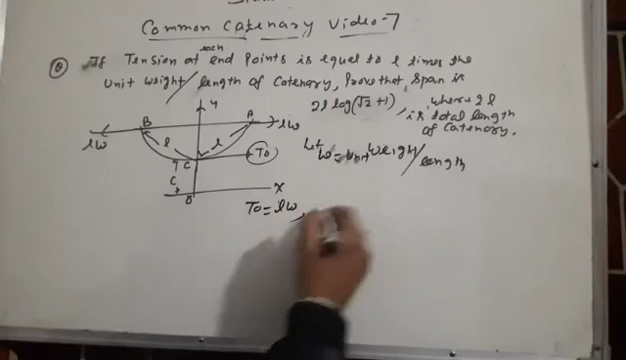 Common Catenary Video-7
Q If Tension at each end Points is equal to l times the
Unit Weight/length of Catenary, Prove that, Span is
2l log(√2+1), where 2l
is total length
of Catenary.
Y
B
A
lw
lw
l
l
C
To
C
X
Let w = Unit Weight/length
To = lw